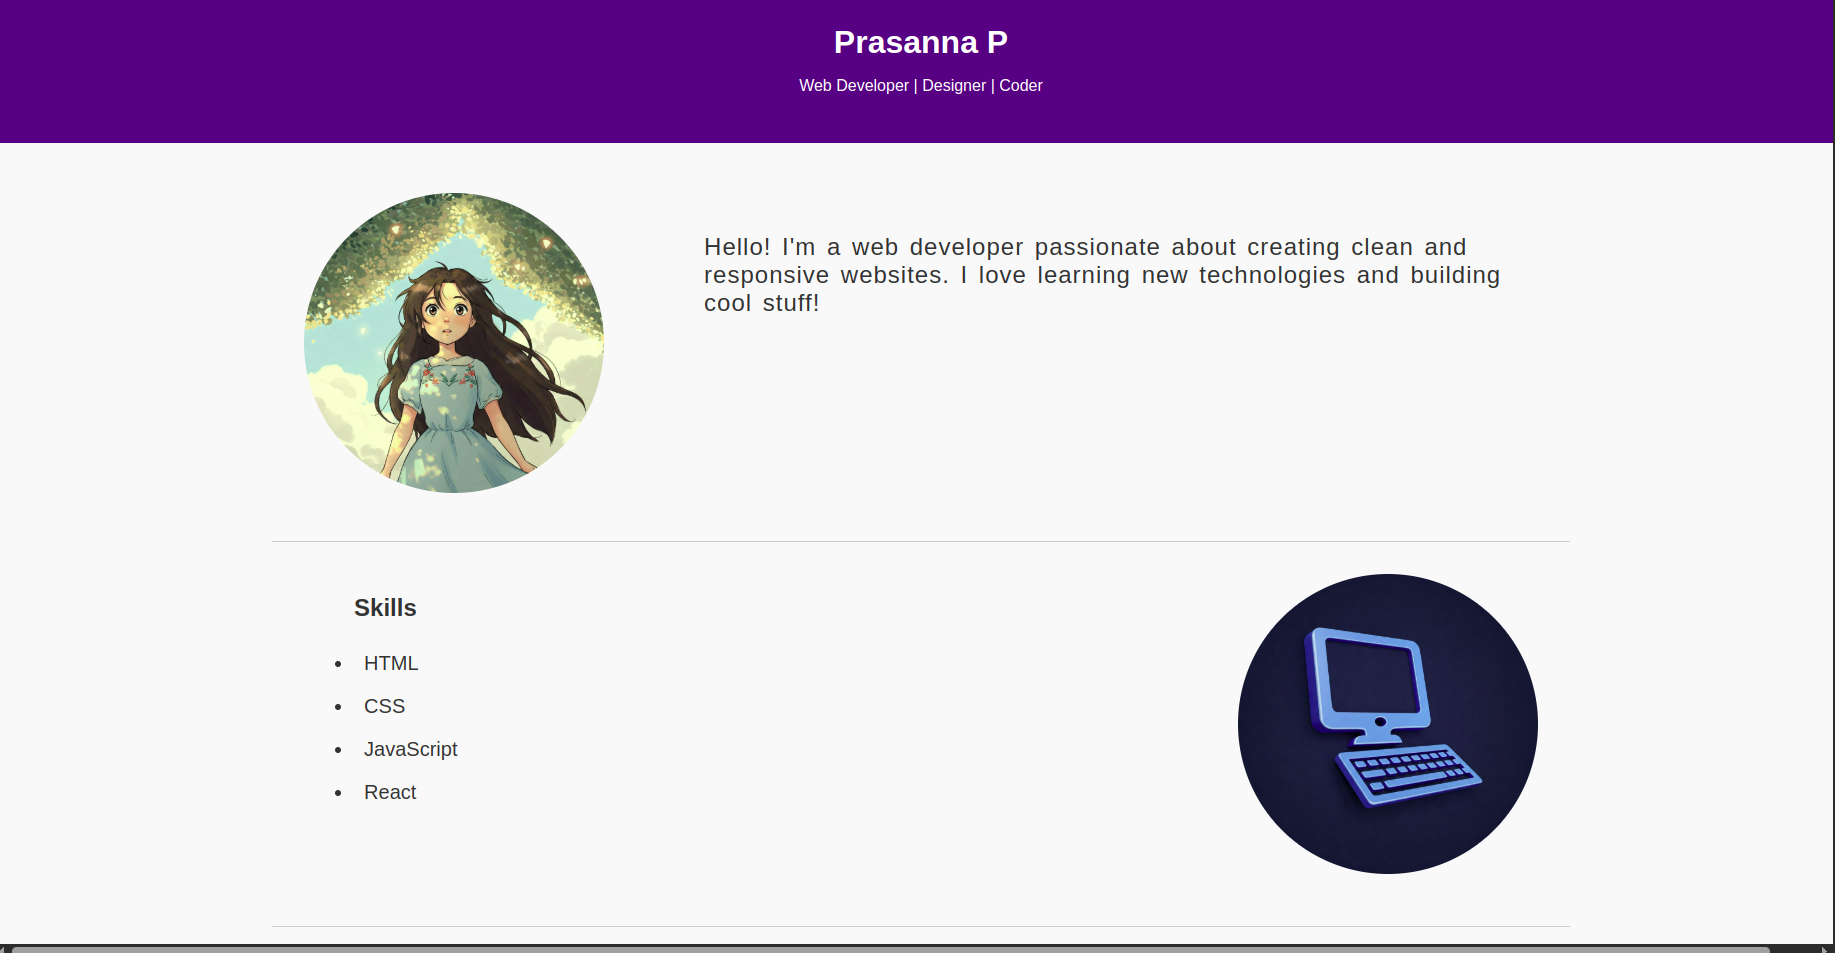 Prasanna P
Web Developer | Designer | Coder
Hello! I'm a web developer passionate about creating clean and
responsive websites. I love learning new technologies and building
cool stuff!
Skills
HTML
CSS
JavaScript
React